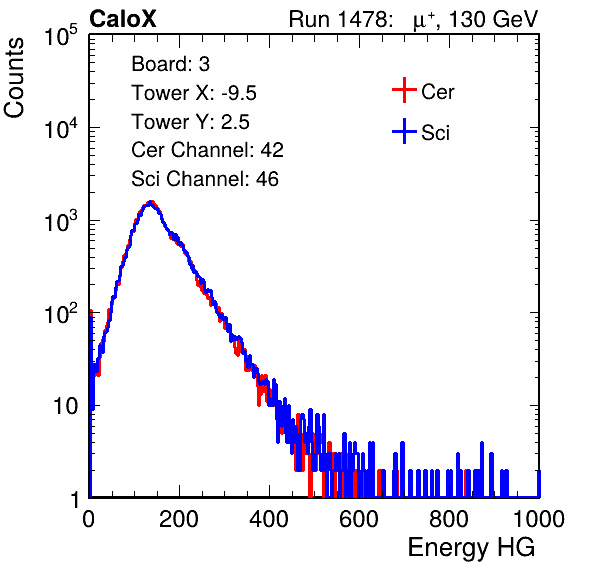 CaloX Run 1478: μ⁺, 130 GeV
Board: 3
Tower X: -9.5
Tower Y: 2.5
Cer Channel: 42
Sci Channel: 46
Cer
Sci
Counts
10⁵
10⁴
10³
10²
10
1
0 200 400 600 800 1000
Energy HG